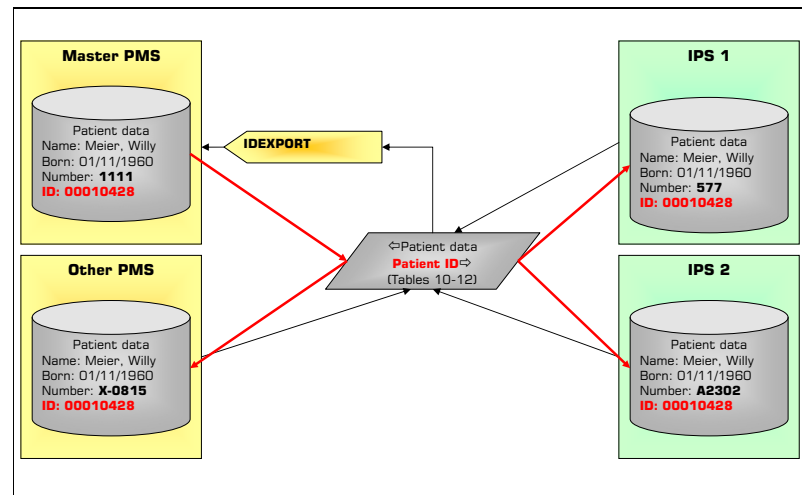 Master PMS
Patient data
Name: Meier, Willy
Born: 01/11/1960
Number: 1111
ID: 00010428
IDEXPORT
IPS 1
Patient data
Name: Meier, Willy
Born: 01/11/1960
Number: 577
ID: 00010428
⇦Patient data
Patient ID⇨
(Tables 10-12)
Other PMS
Patient data
Name: Meier, Willy
Born: 01/11/1960
Number: X-0815
ID: 00010428
IPS 2
Patient data
Name: Meier, Willy
Born: 01/11/1960
Number: A2302
ID: 00010428